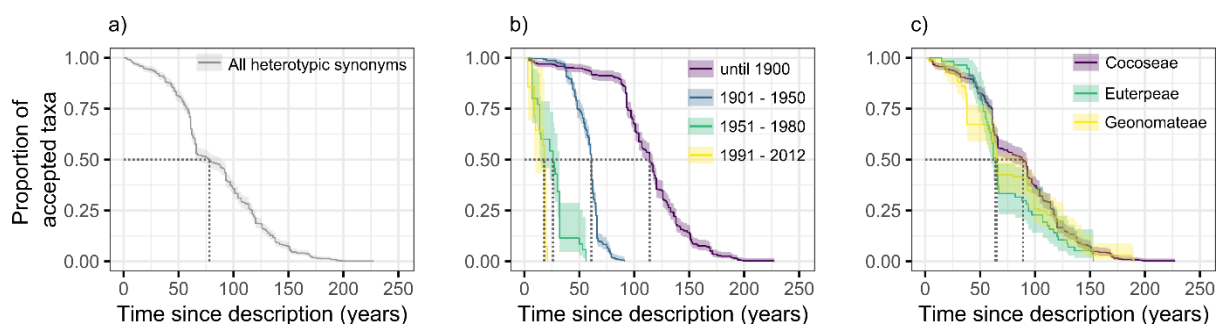 a)
b)
c)
Proportion of
accepted taxa
1.00
0.75
0.50
0.25
0.00
All heterotypic synonyms
0 50 100 150 200 250
Time since description (years)
1.00
0.75
0.50
0.25
0.00
until 1900
1901 - 1950
1951 - 1980
1991 - 2012
0 50 100 150 200 250
Time since description (years)
1.00
0.75
0.50
0.25
0.00
Cocoseae
Euterpeae
Geonomateae
0 50 100 150 200 250
Time since description (years)